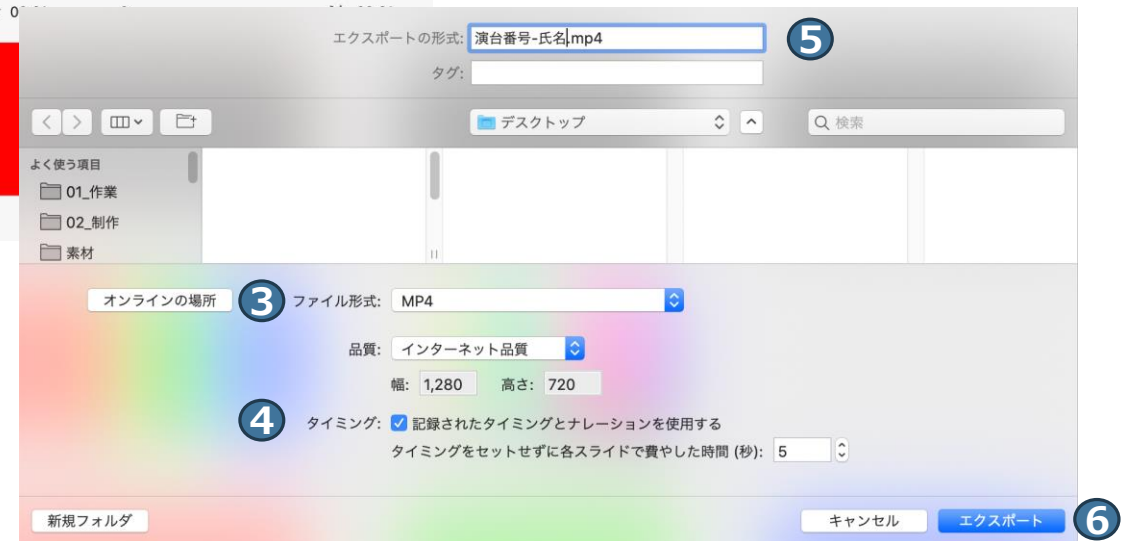 エクスポートの形式: 演台番号-氏名.mp4 5
タグ:
デスクトップ 検索
よく使う項目
01_作業
02_制作
素材
オンラインの場所 3 ファイル形式: MP4
品質: インターネット品質
幅: 1,280 高さ: 720
4 タイミング: 記録されたタイミングとナレーションを使用する
タイミングをセットせずに各スライドで費やした時間 (秒): 5
新規フォルダ キャンセル エクスポート 6